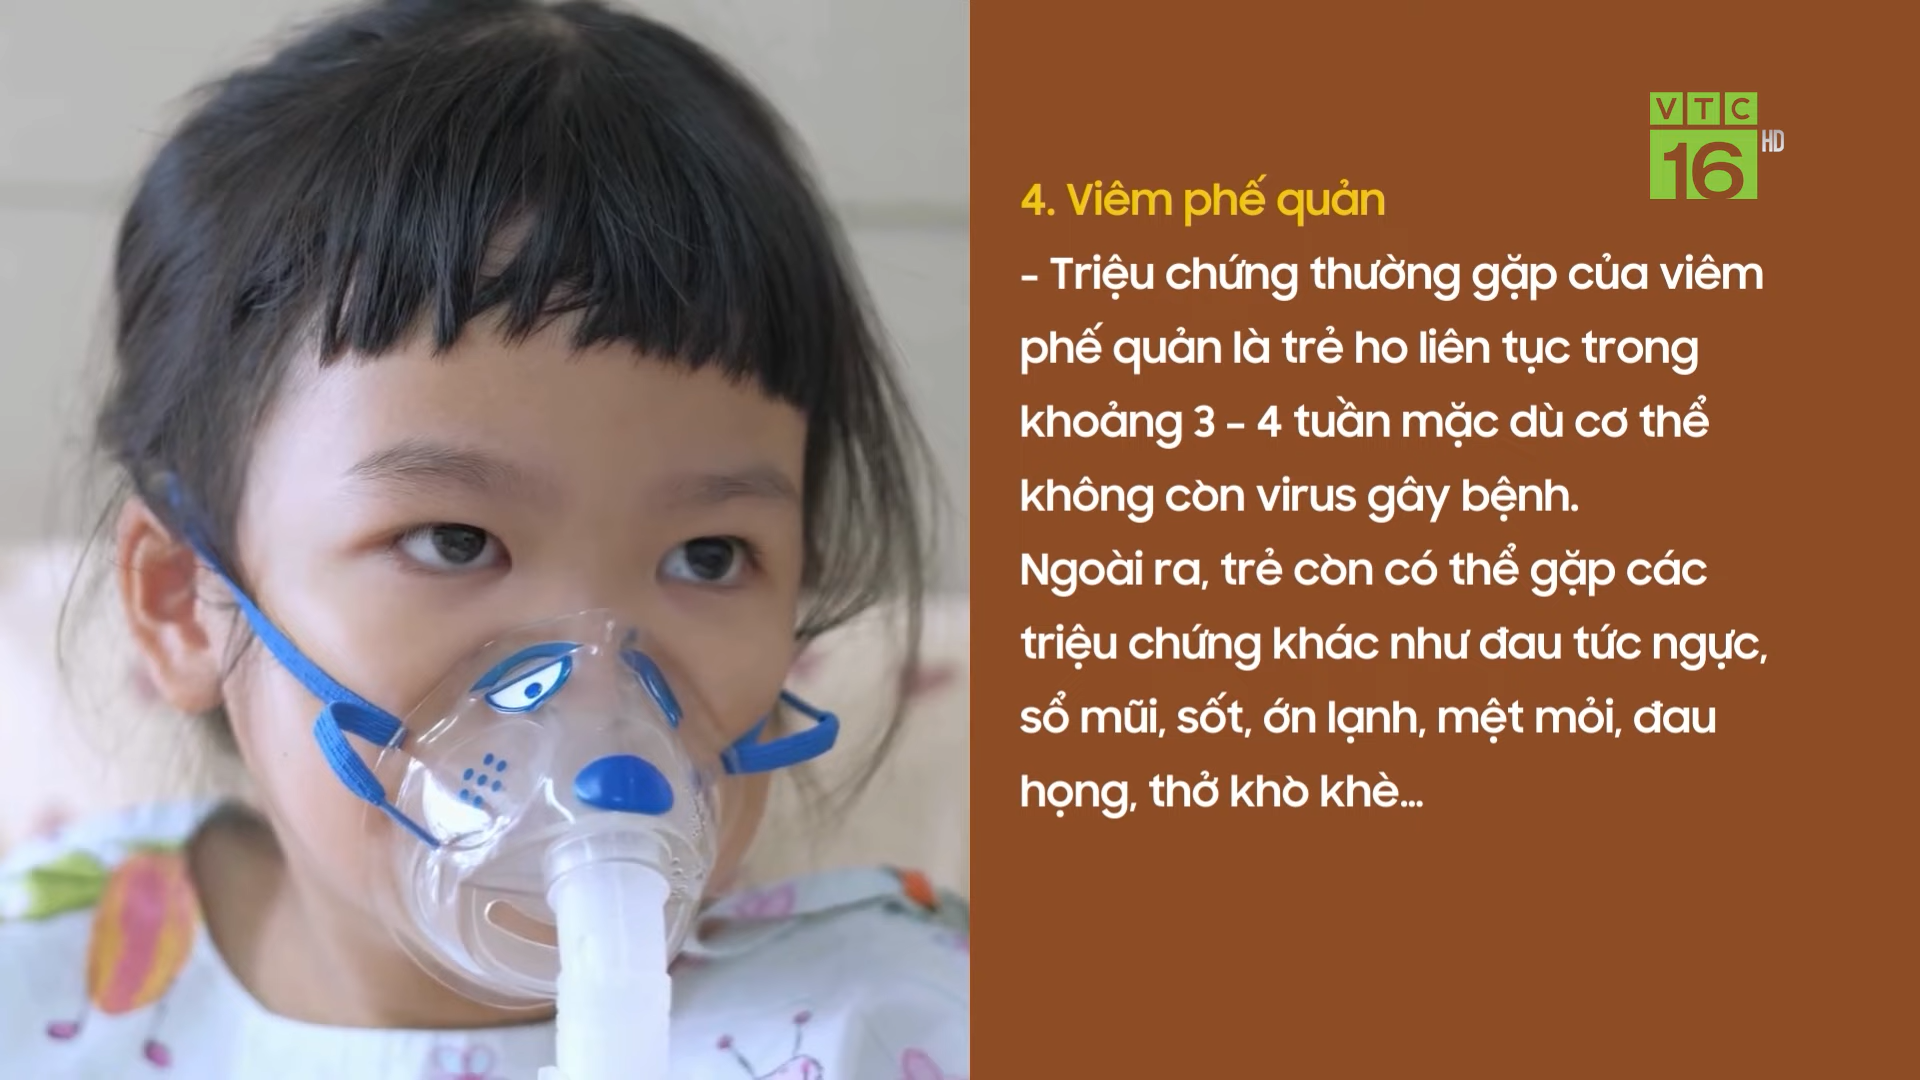 VTC
16 HD
4. Viêm phế quản
- Triệu chứng thường gặp của viêm
phế quản là trẻ ho liên tục trong
khoảng 3 - 4 tuần mặc dù cơ thể
không còn virus gây bệnh.
Ngoài ra, trẻ còn có thể gặp các
triệu chứng khác như đau tức ngực,
sổ mũi, sốt, ớn lạnh, mệt mỏi, đau
họng, thở khò khè...